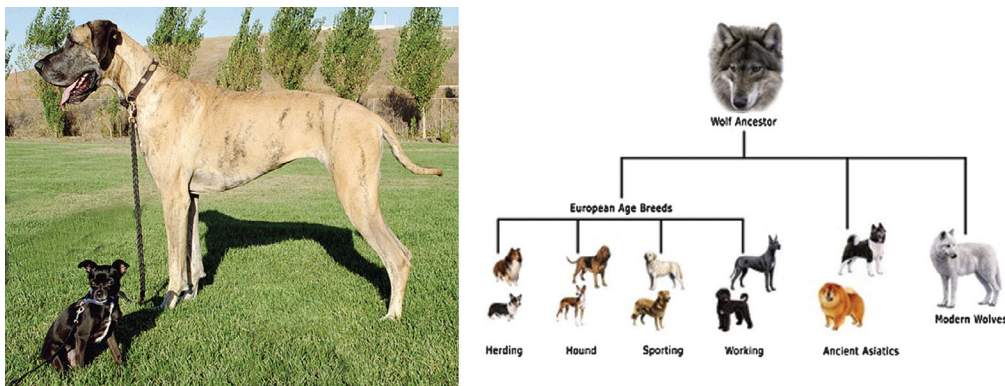 Wolf Ancestor
European Age Breeds
Modern Wolves
Herding
Hound
Sporting
Working
Ancient Asiatics